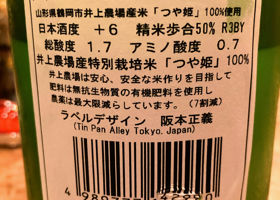 山形県鶴岡市井上農場産米「つや姫」100%使用
日本酒度 +6 精米歩合50% R3BY
総酸度 1.7 アミノ酸度 0.7
井上農場産特別栽培米「つや姫」100%
井上農場は安心、安全な米作りを目指して
肥料は無抗生物質の有機肥料を使用し
農薬は最大限減らしています。(7割減)
ラベルデザイン 阪本正義
(Tin Pan Alley Tokyo. Japan)